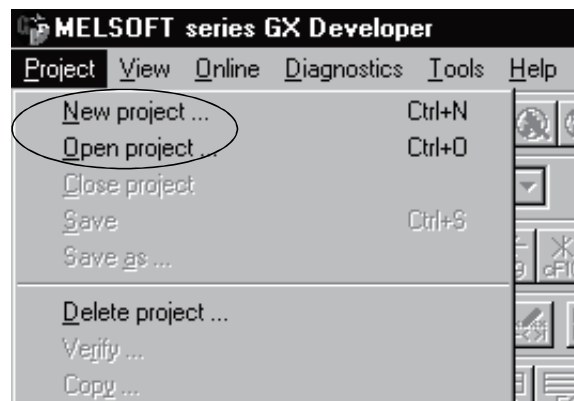 MELSOFT series GX Developer
Project View Online Diagnostics Tools Help
New project ... Ctrl+N
Open project ... Ctrl+O
Close project
Save Ctrl+S
Save as ...
Delete project ...
Verify ...
Copy ...